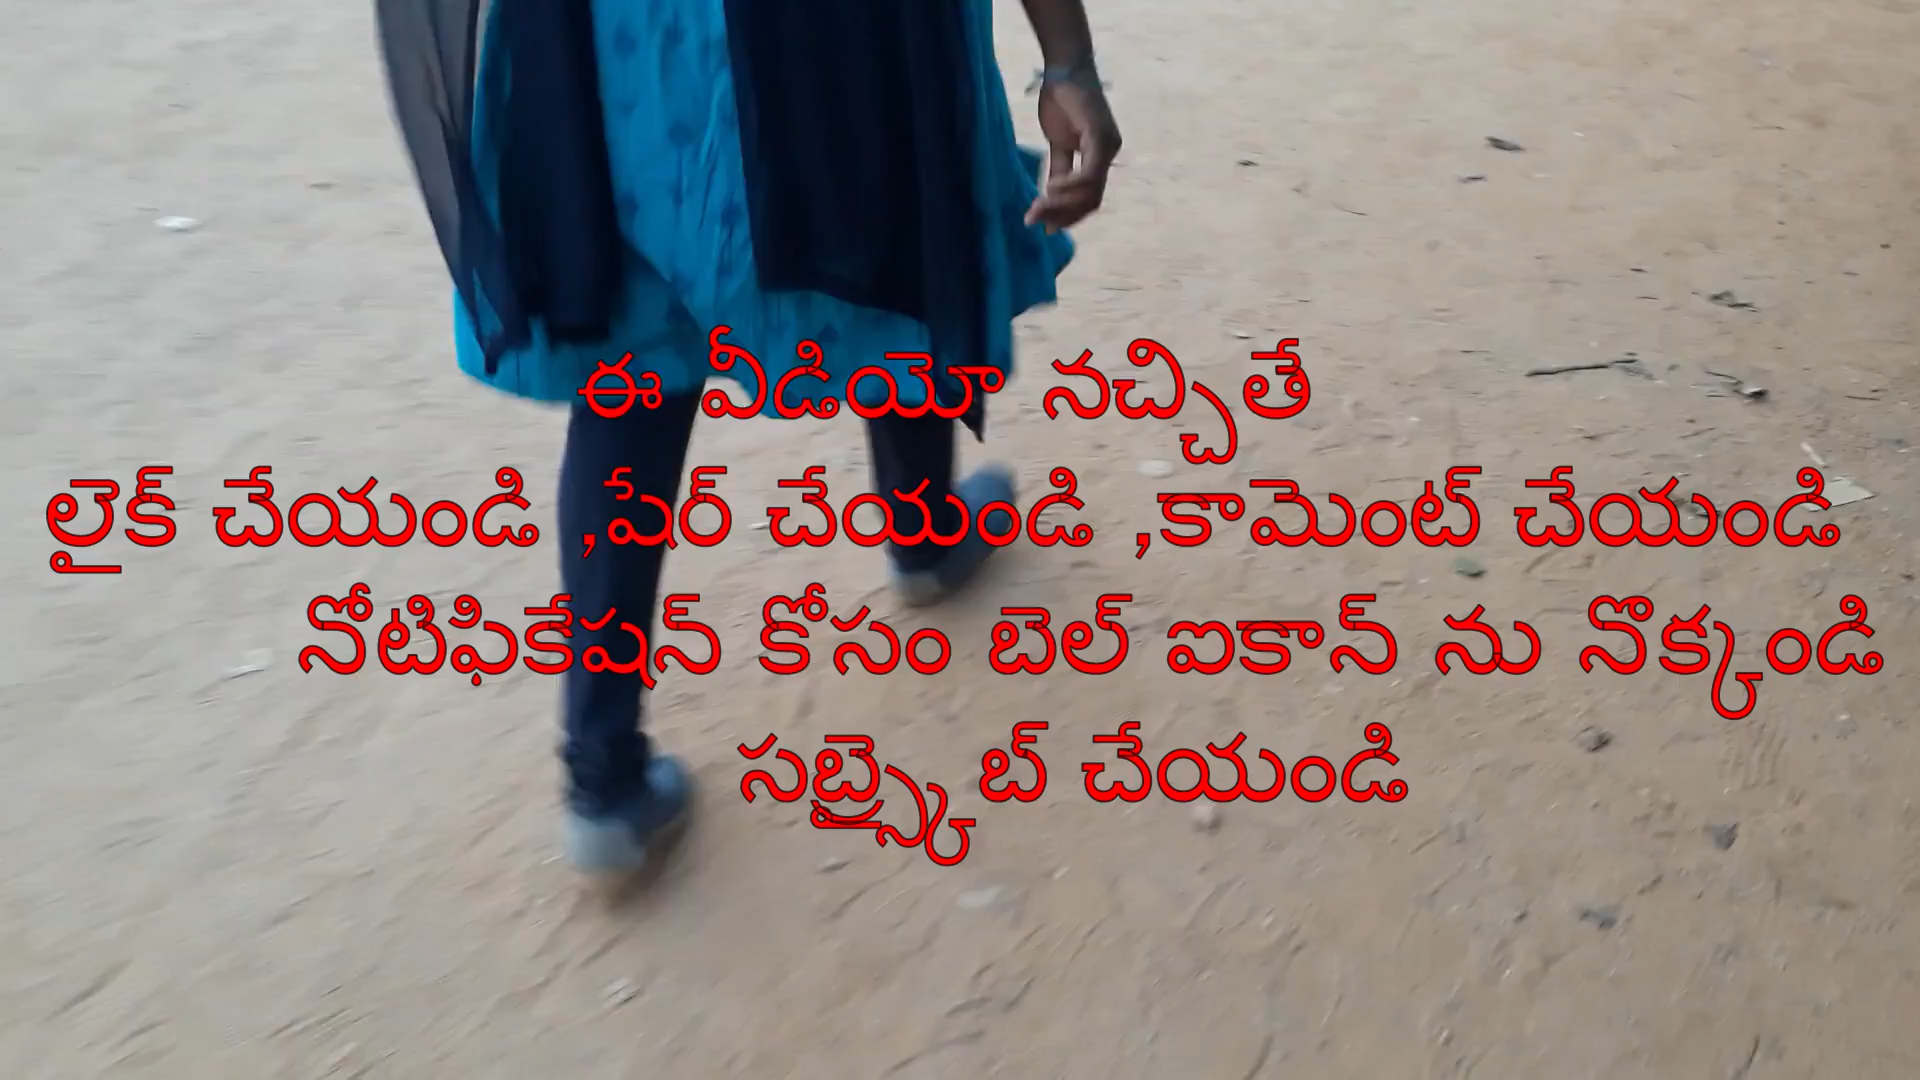 ఈ వీడియో నచ్చితే
లైక్ చేయండి ,షేర్ చేయండి ,కామెంట్ చేయండి
నోటిఫికేషన్ కోసం బెల్ ఐకాన్ ను నొక్కండి
సబ్స్క్రైబ్ చేయండి